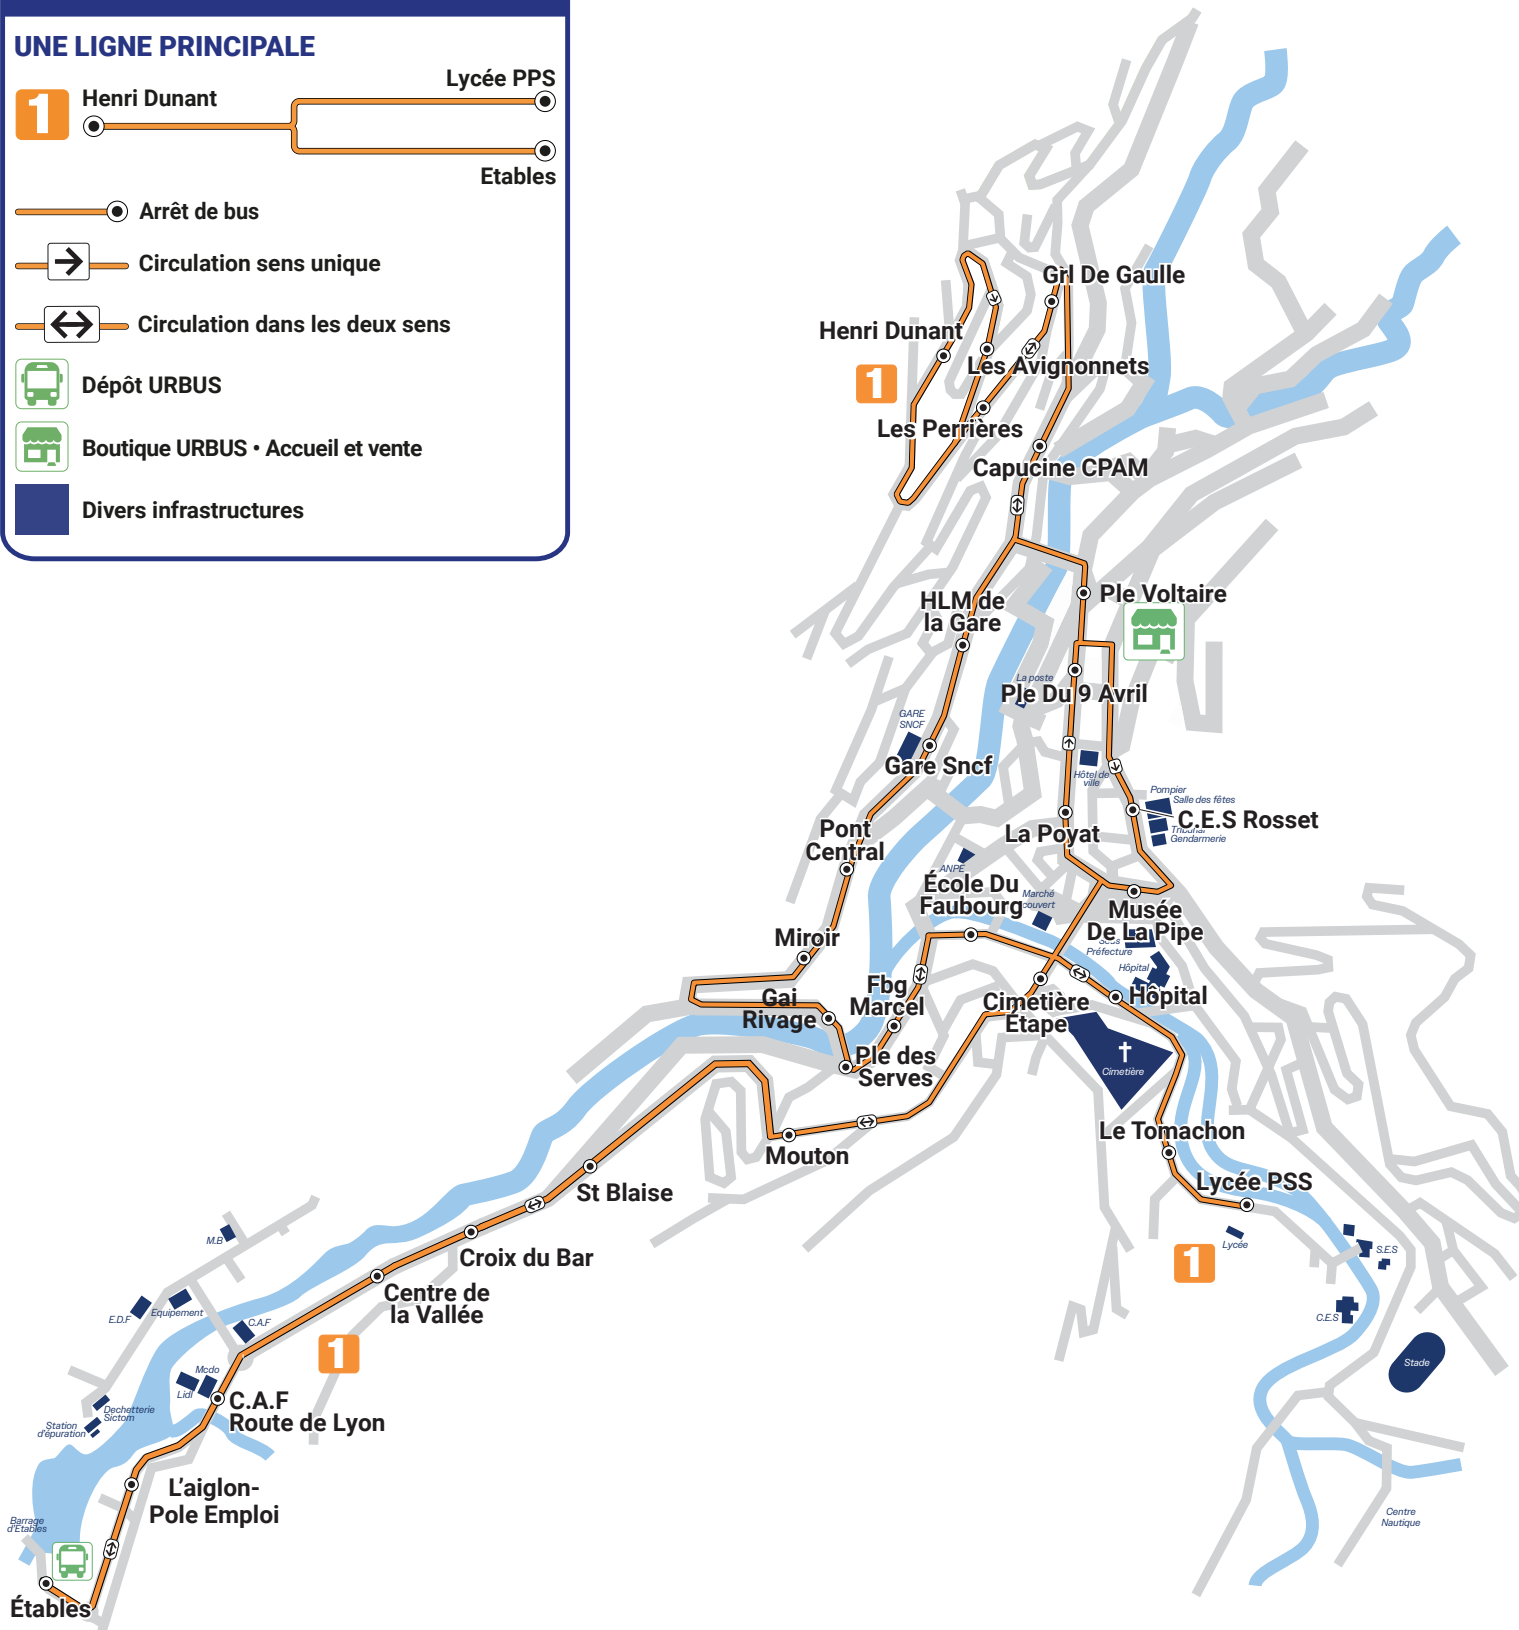 UNE LIGNE PRINCIPALE
1
Henri Dunant
Lycée PPS
Etables
Arrêt de bus
Circulation sens unique
Circulation dans les deux sens
Dépôt URBUS
Boutique URBUS • Accueil et vente
Divers infrastructures
Grl De Gaulle
Henri Dunant
1
Les Avignonnets
Les Perrières
Capucine CPAM
HLM de
la Gare
Ple Voltaire
La poste
Ple Du 9 Avril
GARE
SNCF
Gare Sncf
Hôtel de
ville
Pompier
Salle des fêtes
C.E.S Rosset
Tribunal
Gendarmerie
Pont
Central
La Poyat
ANPE
École Du
Faubourg
Marché
couvert
Musée
De La Pipe
Sous
Préfecture
Hôpital
Miroir
Gai
Rivage
Fbg
Marcel
Cimetière
Étape
Hôpital
Ple des
Serves
Cimetière
Le Tomachon
Mouton
St Blaise
Lycée PSS
Lycée
1
S.E.S
C.E.S
Stade
Centre
Nautique
M.B
Croix du Bar
Centre de
la Vallée
1
E.D.F
Equipement
C.A.F
Mcdo
Lidl
C.A.F
Route de Lyon
Dechetterie
Sictom
Station
d'épuration
L'aiglon-
Pole Emploi
Barrage
d'Etables
Étables